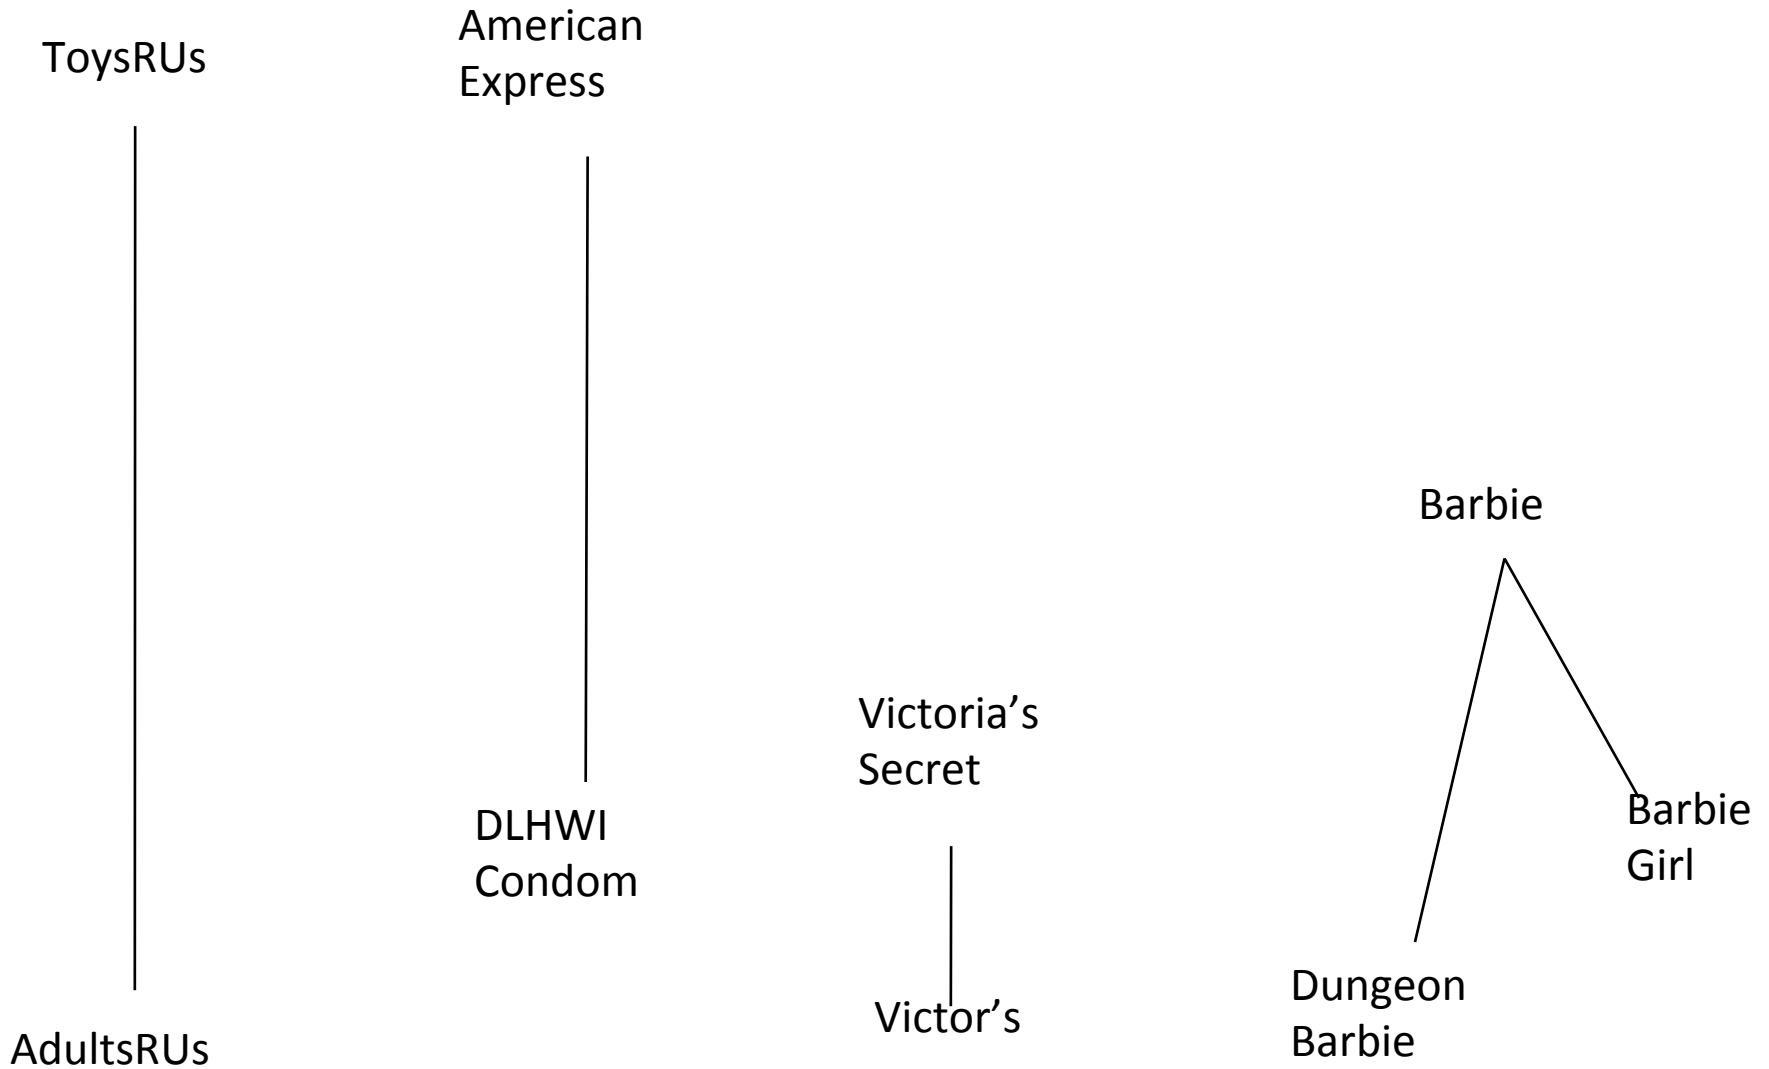 ToysRUs
American
Express
Barbie
Victoria’s
Secret
DLHWI
Condom
Barbie
Girl
Victor’s
Dungeon
Barbie
AdultsRUs